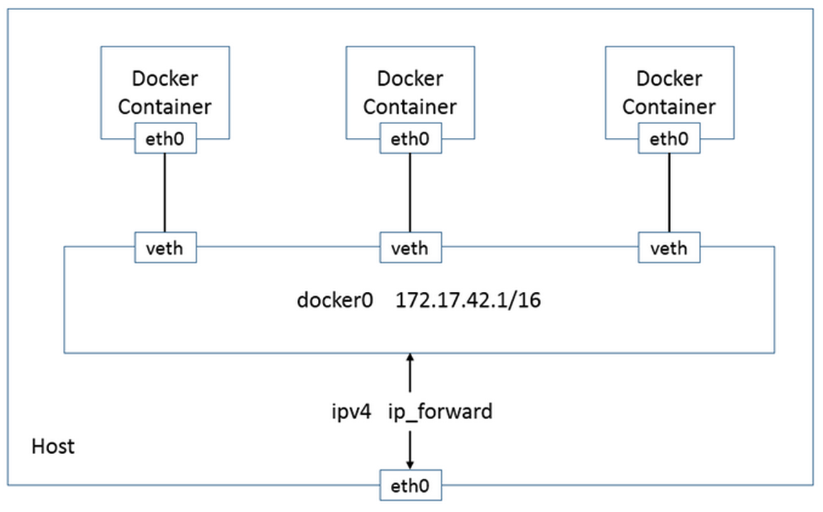 Docker
Container
eth0
Docker
Container
eth0
Docker
Container
eth0
veth
veth
veth
docker0 172.17.42.1/16
ipv4 ip_forward
Host
eth0